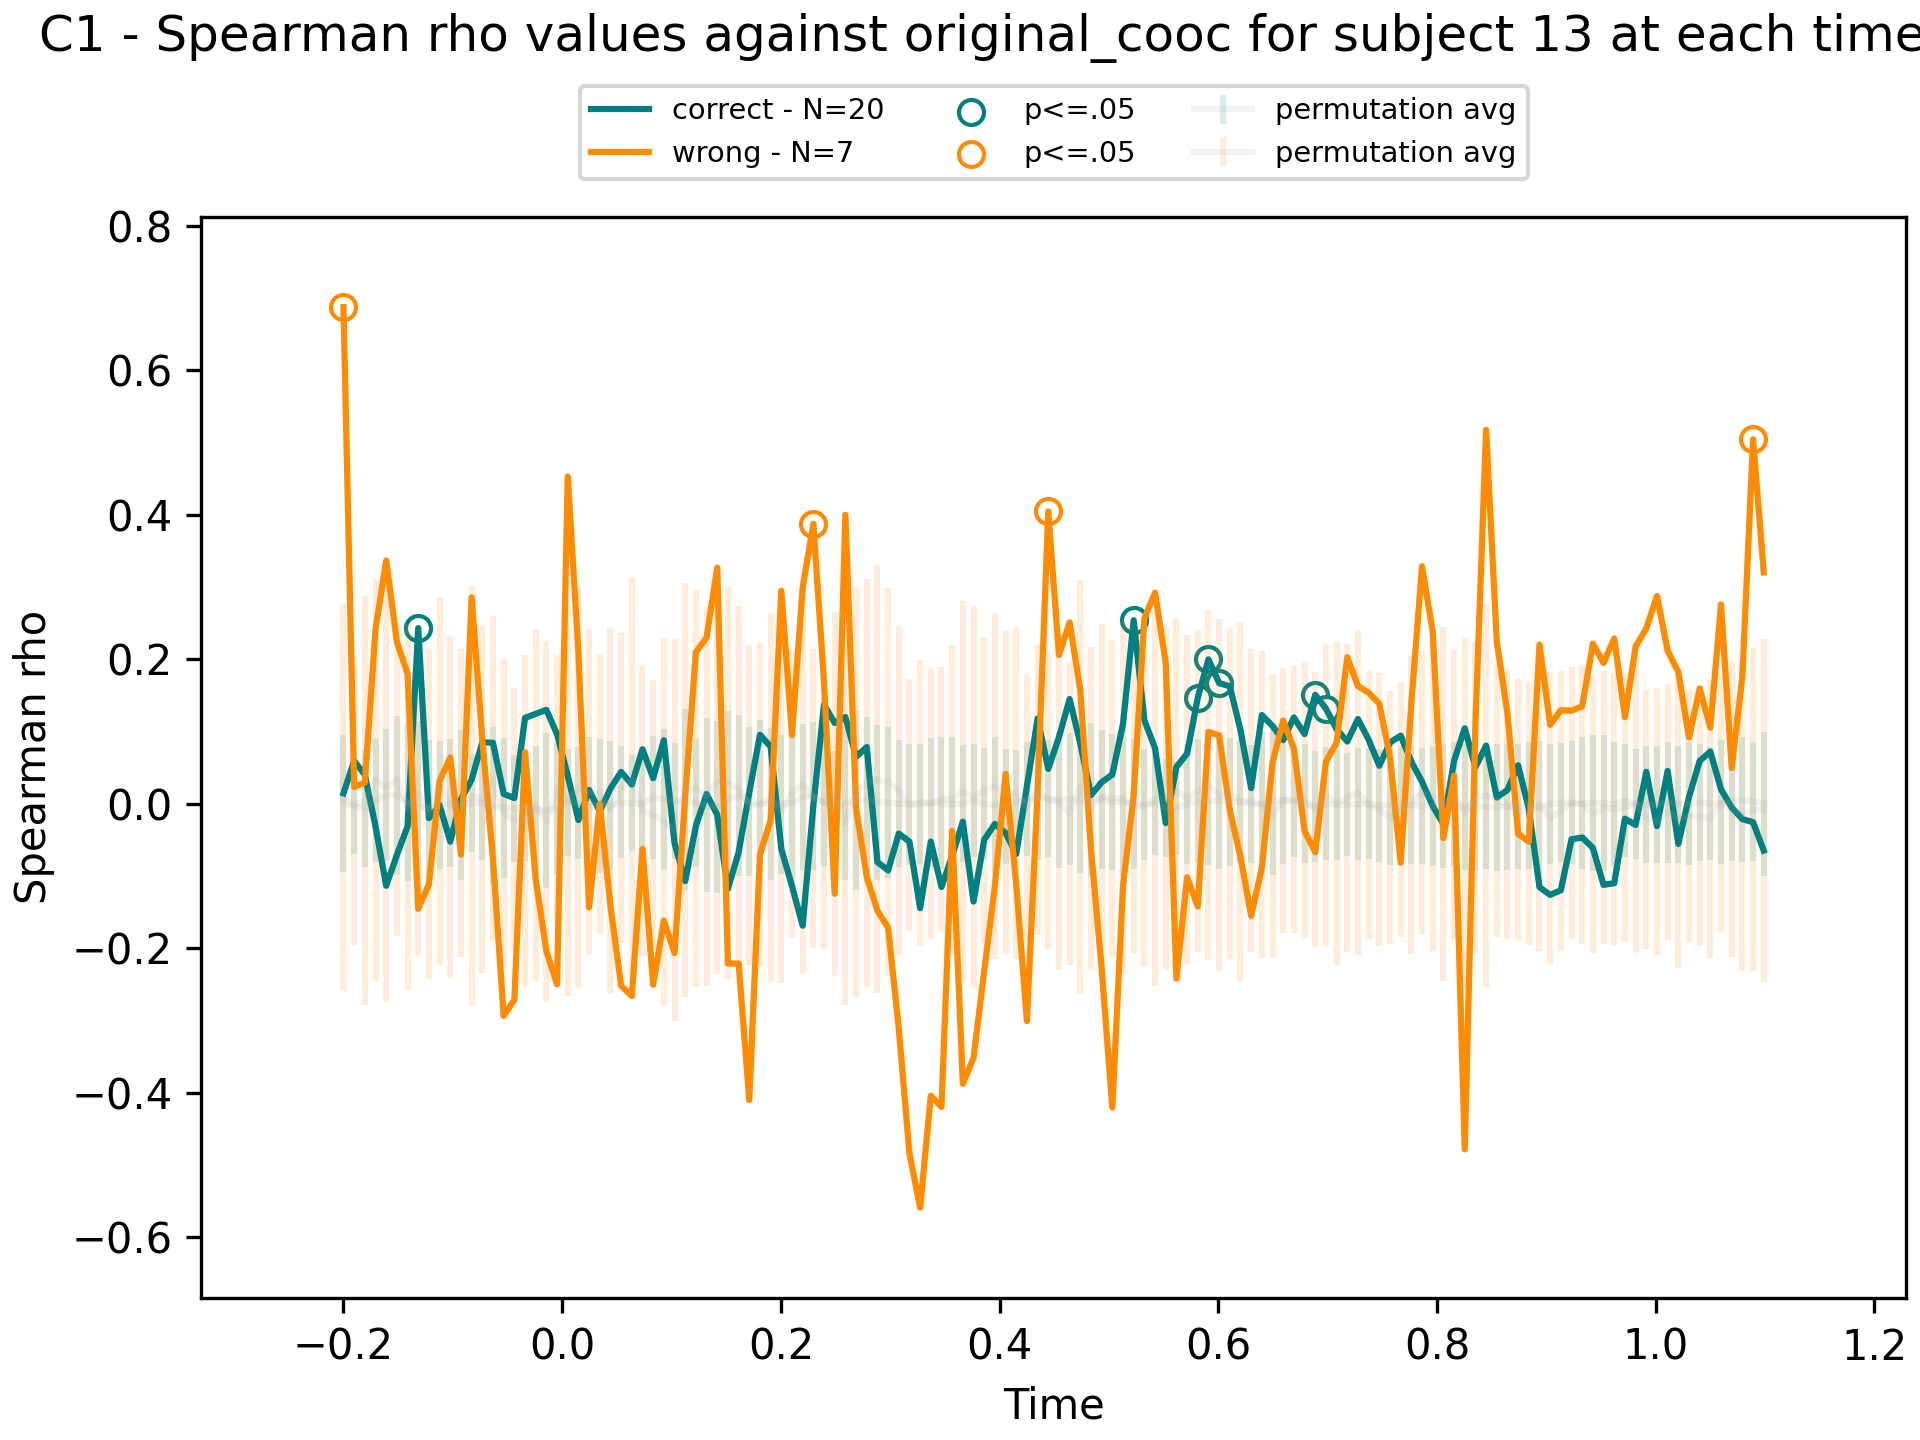 C1 - Spearman rho values against original_cooc for subject 13 at each time
correct - N=20
wrong - N=7
p<=.05
p<=.05
permutation avg
permutation avg
0.8
0.6
0.4
0.2
0.0
−0.2
−0.4
−0.6
Spearman rho
−0.2 0.0 0.2 0.4 0.6 0.8 1.0 1.2
Time